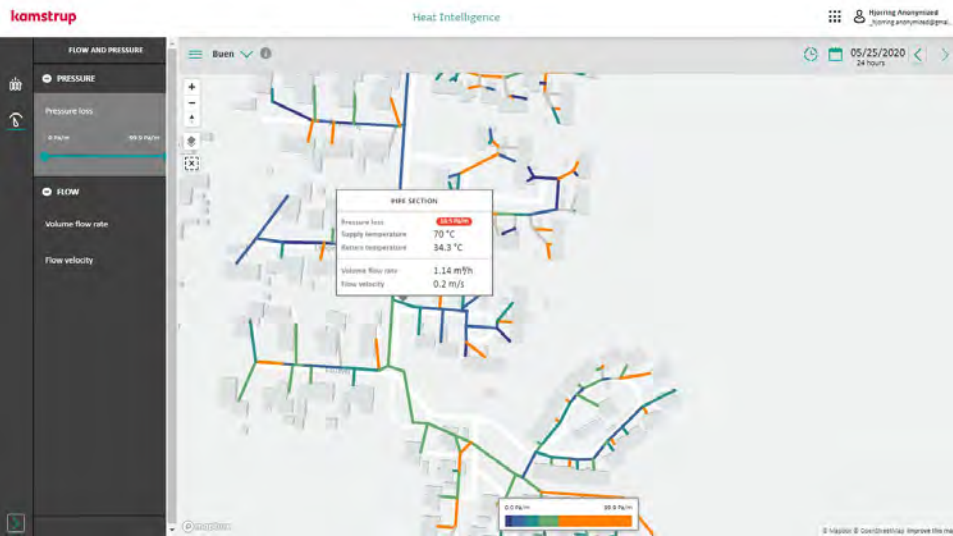 kamstrup
Heat Intelligence
Hjorring Anonymized
FLOW AND PRESSURE
Buen
05/25/2020
24 hours
PRESSURE
Pressure loss
0 Pa/m
99.9 Pa/m
FLOW
Volume flow rate
Flow velocity
PIPE SECTION
Pressure loss
Supply temperature 70 °C
Return temperature 34.3 °C
Volume flow rate 1.14 m³/h
Flow velocity 0.2 m/s
0.0 Pa/m
99.9 Pa/m
mapbox
© Mapbox © OpenStreetMap Improve this map